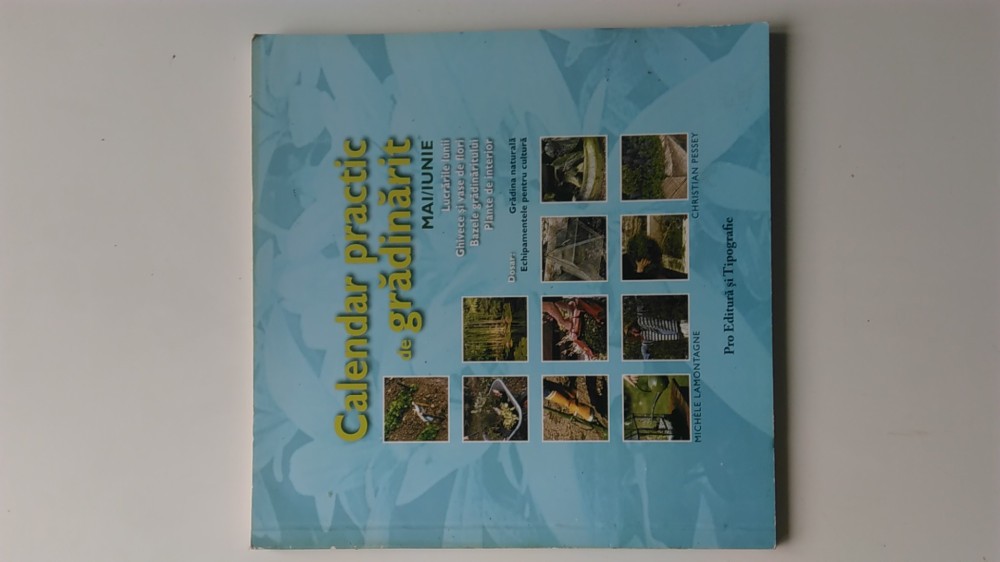 Calendar practic
de grădinărit
MAI/IUNIE
Lucrările lunii
Ghivece și vase de flori
Bazele grădinăritului
Plante de interior
Dosar:
Grădina naturală
Echipamentele pentru cultură
MICHÈLE LAMONTAGNE
CHRISTIAN PESSEY
Pro Editură și Tipografie